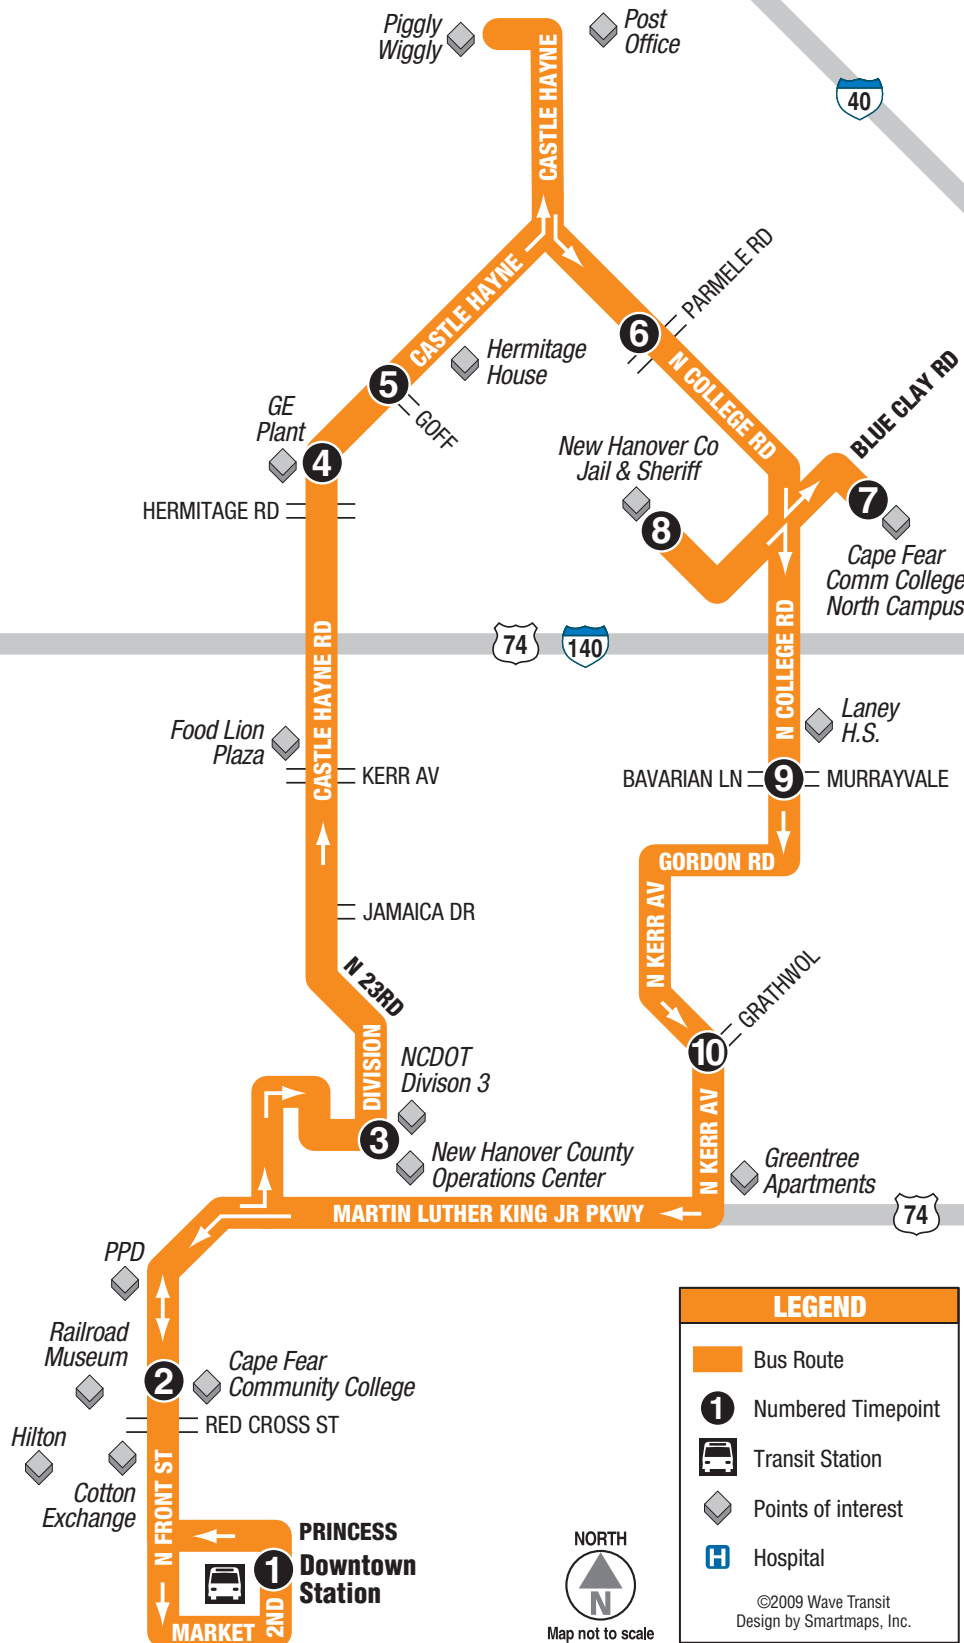 Piggly
Wiggly
Post
Office
40
CASTLE HAYNE
PARMELE RD
CASTLE HAYNE
6
Hermitage
House
N COLLEGE RD
5
GOFF
BLUE CLAY RD
GE
Plant
4
New Hanover Co
Jail & Sheriff
HERMITAGE RD
8
7
Cape Fear
Comm College
North Campus
74
140
CASTLE HAYNE RD
N COLLEGE RD
Laney
H.S.
Food Lion
Plaza
KERR AV
BAVARIAN LN
9
MURRAYVALE
GORDON RD
N KERR AV
JAMAICA DR
N 23RD
GRATHWOL
DIVISION
10
NCDOT
Divison 3
3
New Hanover County
Operations Center
N KERR AV
Greentree
Apartments
MARTIN LUTHER KING JR PKWY
74
PPD
Railroad
Museum
2
Cape Fear
Community College
RED CROSS ST
Hilton
Cotton
Exchange
N FRONT ST
PRINCESS
1
Downtown
Station
2ND
MARKET
NORTH
N
Map not to scale
LEGEND
Bus Route
1
Numbered Timepoint
Transit Station
Points of interest
H
Hospital
©2009 Wave Transit
Design by Smartmaps, Inc.